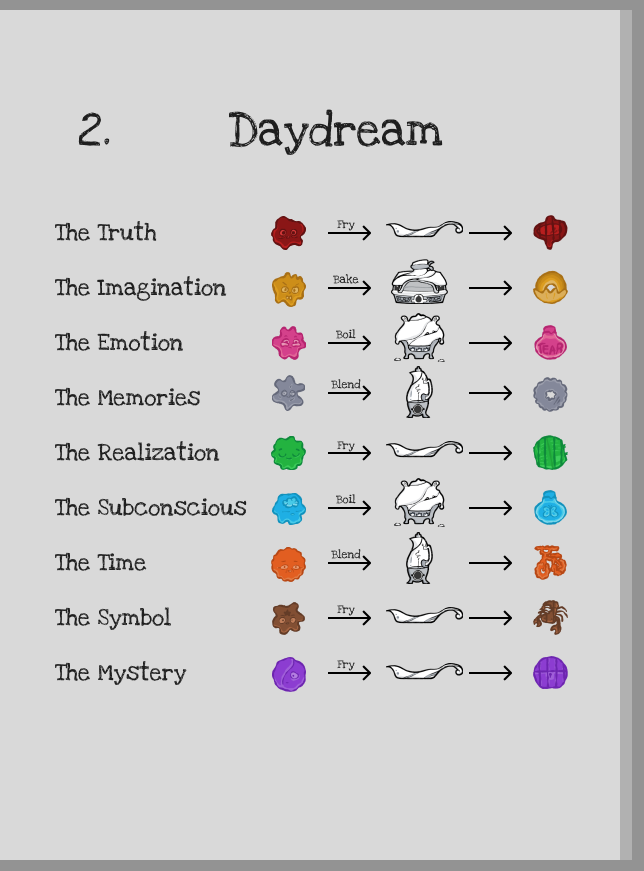 2. Daydream
The Truth Fry
The Imagination Bake
The Emotion Boil TEAR
The Memories Blend
The Realization Fry
The Subconscious Boil
The Time Blend
The Symbol Fry
The Mystery Fry